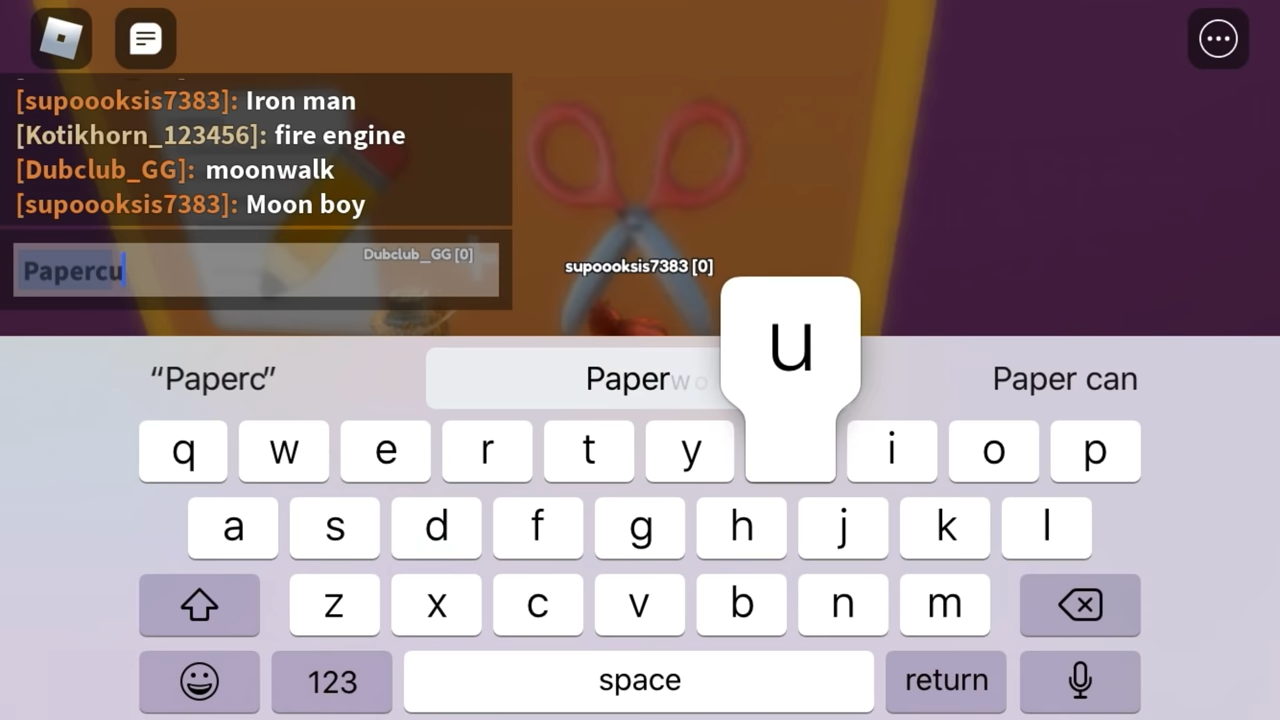 [supoooksis7383]: Iron man
[Kotikhorn_123456]: fire engine
[Dubclub_GG]: moonwalk
[supoooksis7383]: Moon boy
Dubclub_GG [0]
Papercu
supoooksis7383 [0]
u
“Paperc” Paperwo Paper can
q w e r t y i o p
a s d f g h j k l
z x c v b n m
123 space return